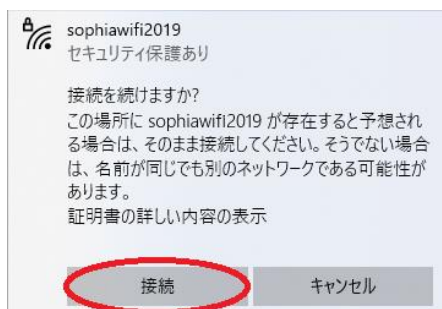 sophiawifi2019
セキュリティ保護あり
接続を続けますか?
この場所に sophiawifi2019 が存在すると予想され
る場合は、そのまま接続してください。そうでない場合
は、名前が同じでも別のネットワークである可能性が
あります。
証明書の詳しい内容の表示
接続
キャンセル